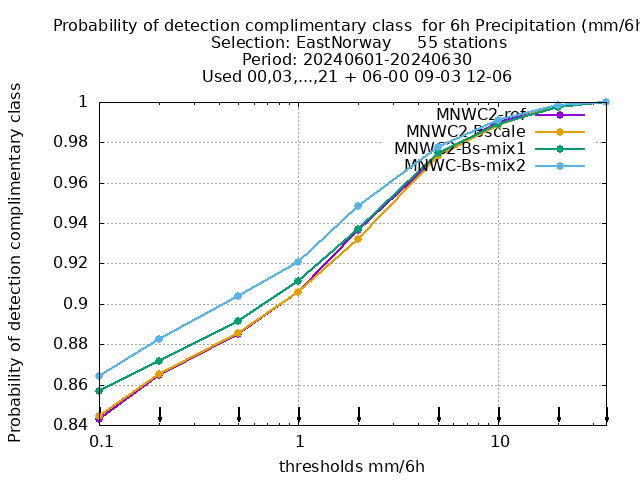 Probability of detection complimentary class  for 6h Precipitation (mm/6h
Selection: EastNorway     55 stations
Period: 20240601-20240630
Used 00,03,...,21 + 06-00 09-03 12-06
Probability of detection complimentary class
1
0.98
0.96
0.94
0.92
0.9
0.88
0.86
0.84
MNWC2-ref
MNWC2-Bscale
MNWC2-Bs-mix1
MNWC-Bs-mix2
0.1
1
10
thresholds mm/6h